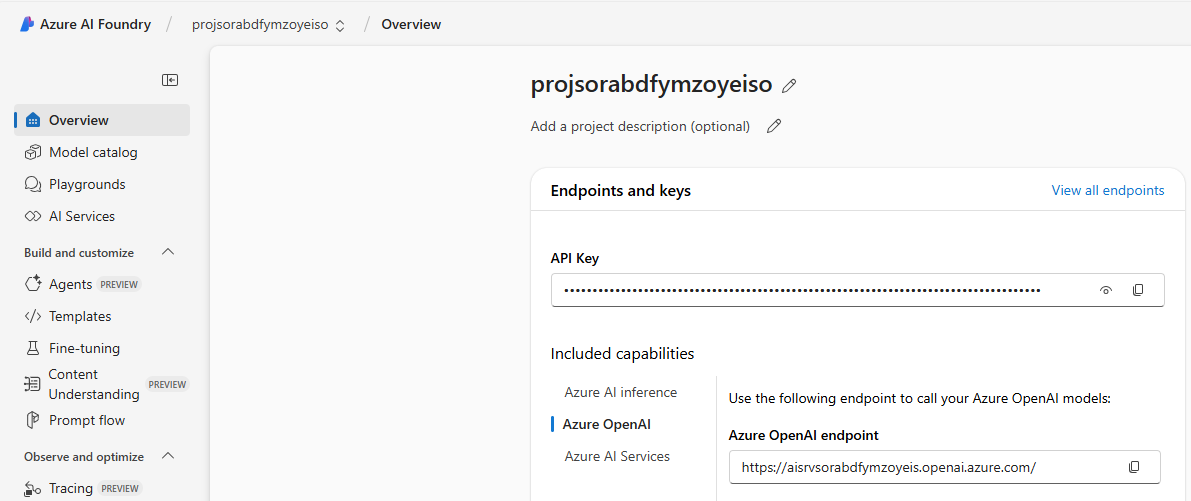 Azure AI Foundry / projsorabdfymzoyeiso / Overview
projsorabdfymzoyeiso
Add a project description (optional)
Overview
Model catalog
Playgrounds
AI Services
Build and customize
Agents PREVIEW
Templates
Fine-tuning
Content
Understanding PREVIEW
Prompt flow
Observe and optimize
Tracing PREVIEW
Endpoints and keys
View all endpoints
API Key
••••••••••••••••••••••••••••••••••••••••••••••••••••••••••••••••••••••••••••••••••••
Included capabilities
Azure AI inference
Azure OpenAI
Azure AI Services
Use the following endpoint to call your Azure OpenAI models:
Azure OpenAI endpoint
https://aisrvsorabdfymzoyeis.openai.azure.com/